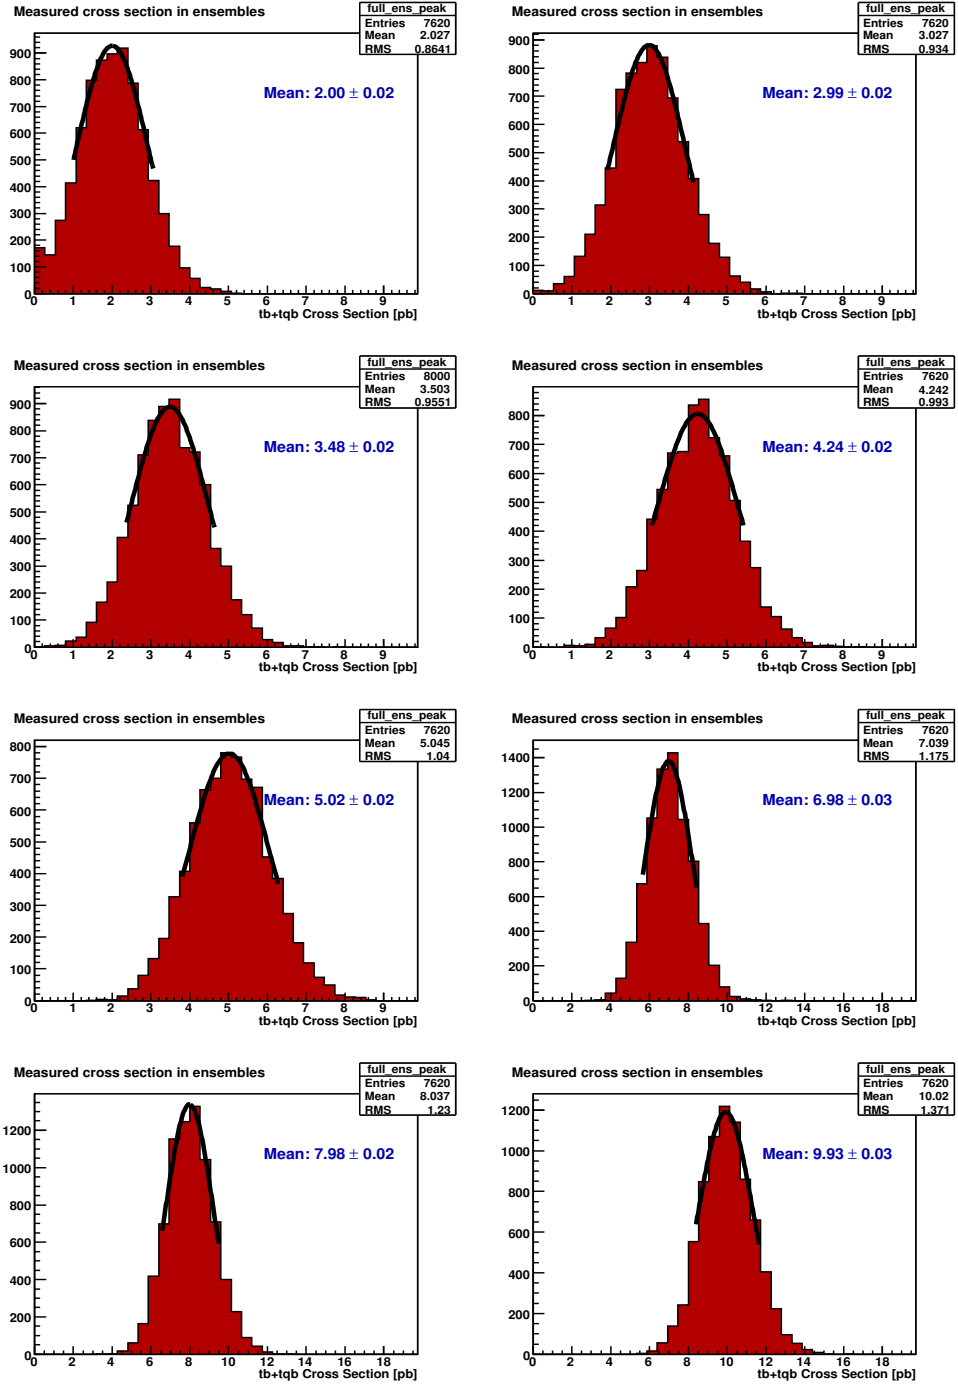 Measured cross section in ensembles
full_ens_peak
Entries 7620
Mean 2.027
RMS 0.8641
Mean: 2.00 ± 0.02
900
800
700
600
500
400
300
200
100
0
0 1 2 3 4 5 6 7 8 9
tb+tqb Cross Section [pb]
Measured cross section in ensembles
full_ens_peak
Entries 7620
Mean 3.027
RMS 0.934
Mean: 2.99 ± 0.02
900
800
700
600
500
400
300
200
100
0
0 1 2 3 4 5 6 7 8 9
tb+tqb Cross Section [pb]
Measured cross section in ensembles
full_ens_peak
Entries 8000
Mean 3.503
RMS 0.9551
Mean: 3.48 ± 0.02
900
800
700
600
500
400
300
200
100
0
0 1 2 3 4 5 6 7 8 9
tb+tqb Cross Section [pb]
Measured cross section in ensembles
full_ens_peak
Entries 7620
Mean 4.242
RMS 0.993
Mean: 4.24 ± 0.02
800
700
600
500
400
300
200
100
0
0 1 2 3 4 5 6 7 8 9
tb+tqb Cross Section [pb]
Measured cross section in ensembles
full_ens_peak
Entries 7620
Mean 5.045
RMS 1.04
Mean: 5.02 ± 0.02
800
700
600
500
400
300
200
100
0
0 1 2 3 4 5 6 7 8 9
tb+tqb Cross Section [pb]
Measured cross section in ensembles
full_ens_peak
Entries 7620
Mean 7.039
RMS 1.175
Mean: 6.98 ± 0.03
1400
1200
1000
800
600
400
200
0
0 2 4 6 8 10 12 14 16 18
tb+tqb Cross Section [pb]
Measured cross section in ensembles
full_ens_peak
Entries 7620
Mean 8.037
RMS 1.23
Mean: 7.98 ± 0.02
1200
1000
800
600
400
200
0
0 2 4 6 8 10 12 14 16 18
tb+tqb Cross Section [pb]
Measured cross section in ensembles
full_ens_peak
Entries 7620
Mean 10.02
RMS 1.371
Mean: 9.93 ± 0.03
1200
1000
800
600
400
200
0
0 2 4 6 8 10 12 14 16 18
tb+tqb Cross Section [pb]